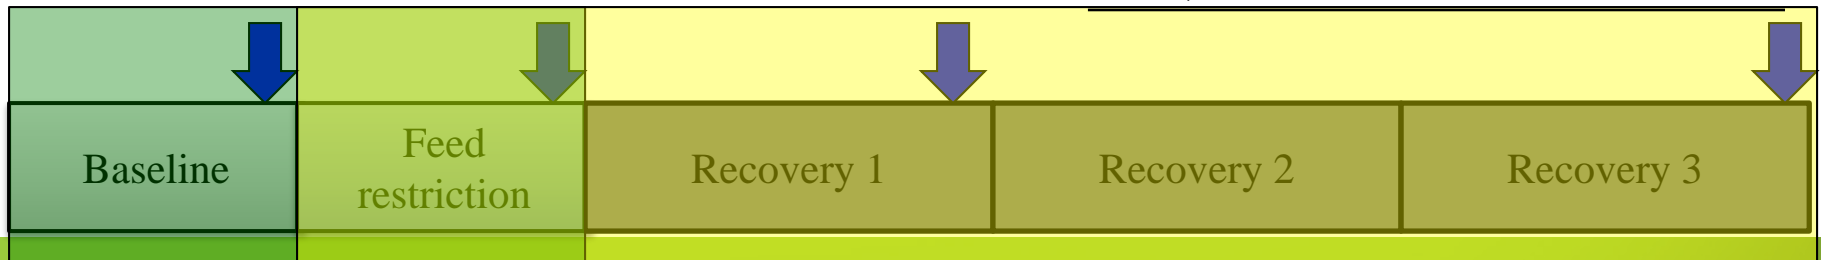 Baseline
Feed
restriction
Recovery 1
Recovery 2
Recovery 3